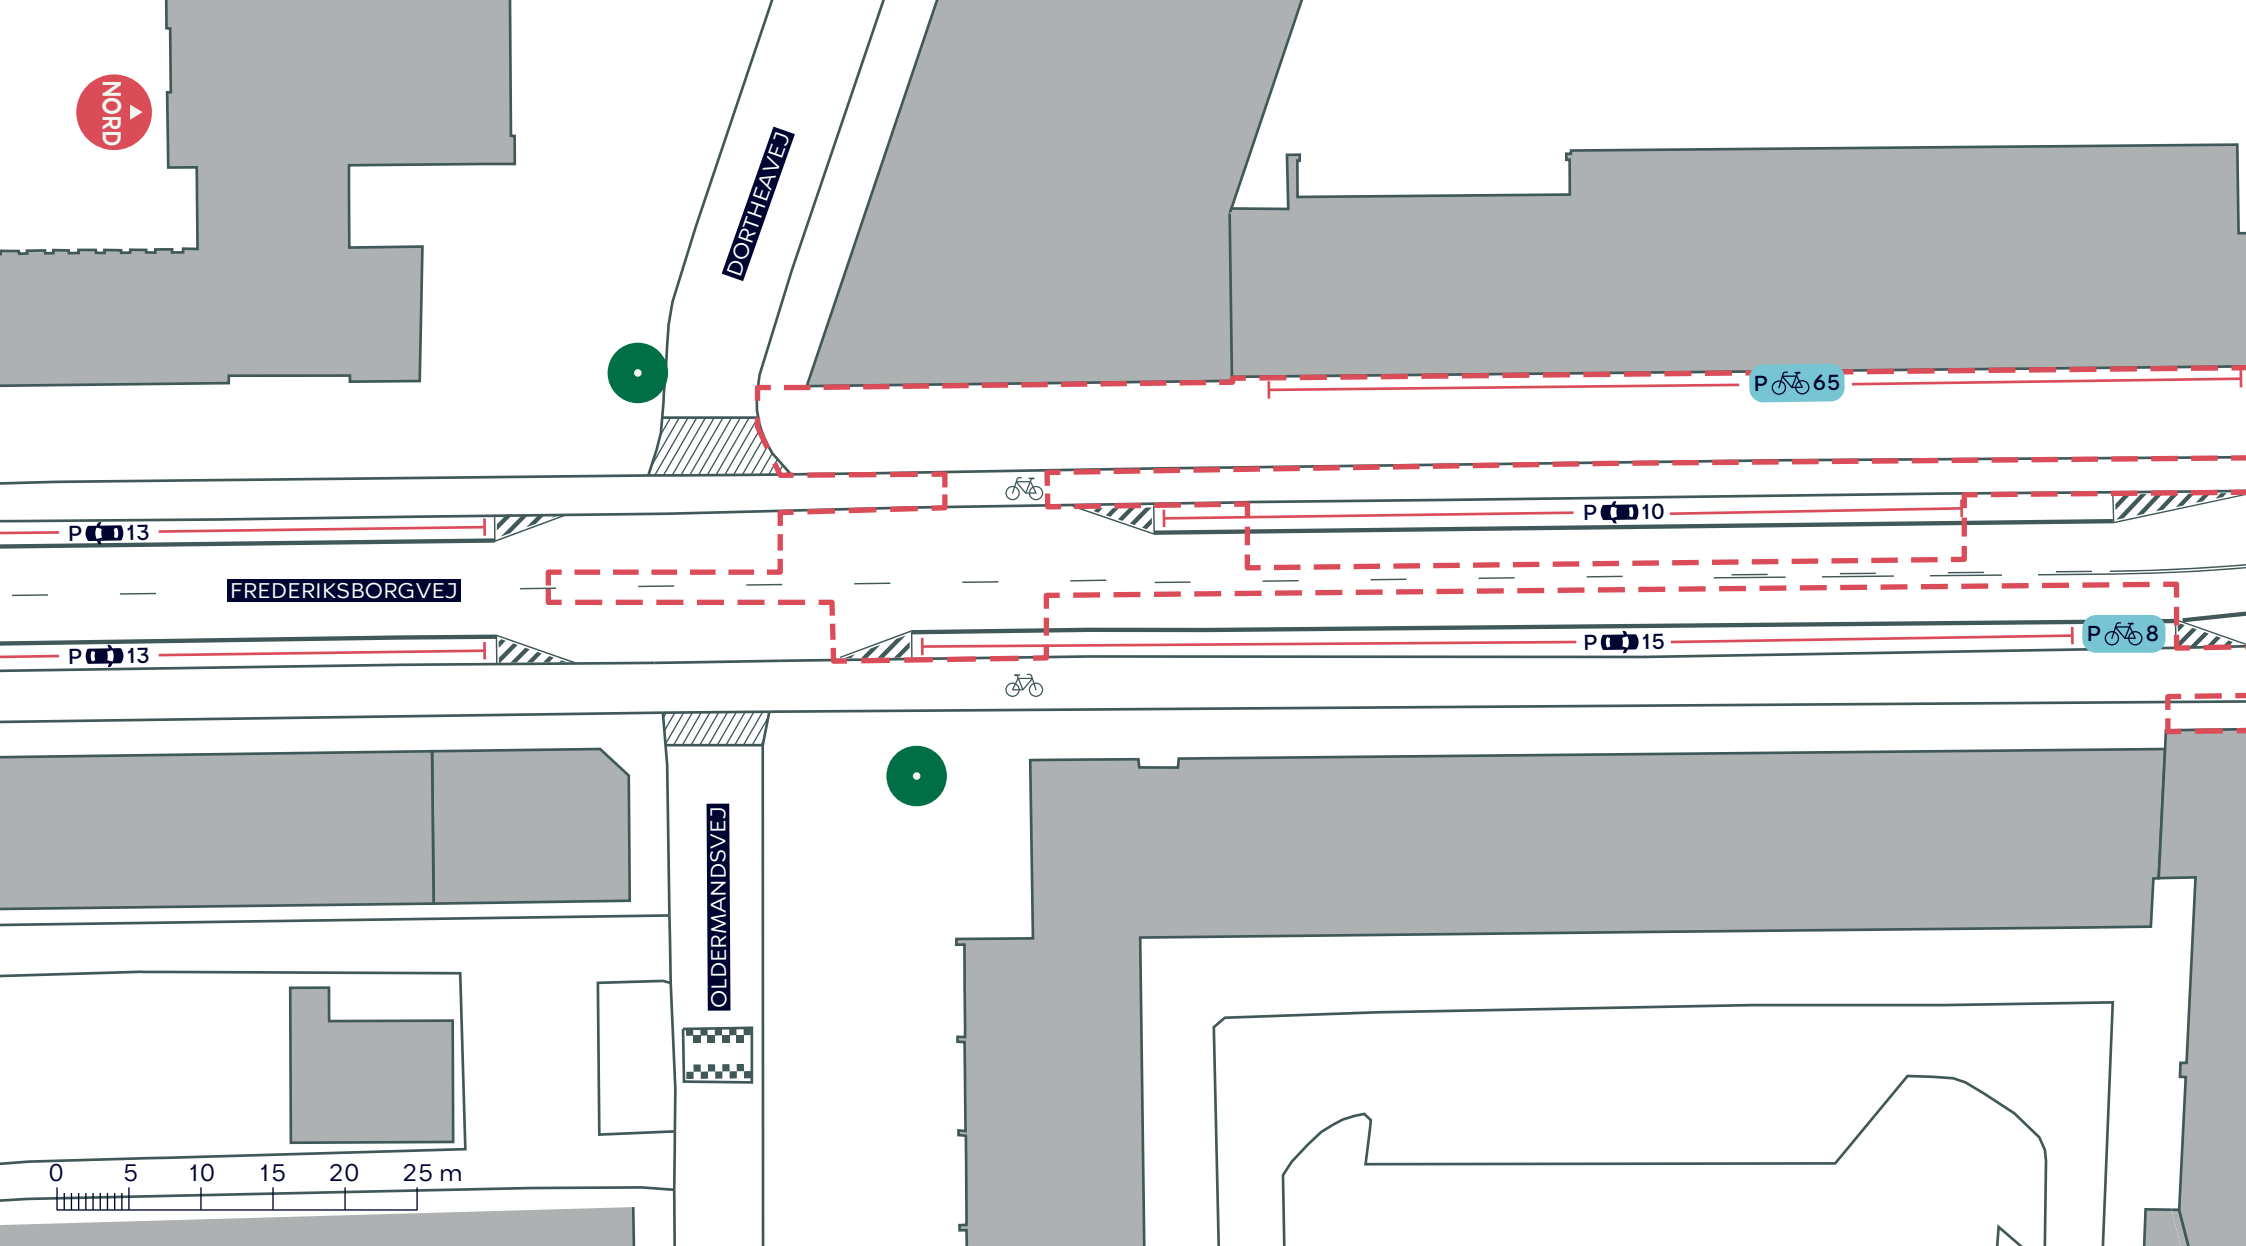 NORD
DORTHEAVEJ
P 65
P 13
P 10
FREDERIKSBORGVEJ
P 13
P 15
P 8
OLDERMANDSVEJ
0 5 10 15 20 25 m